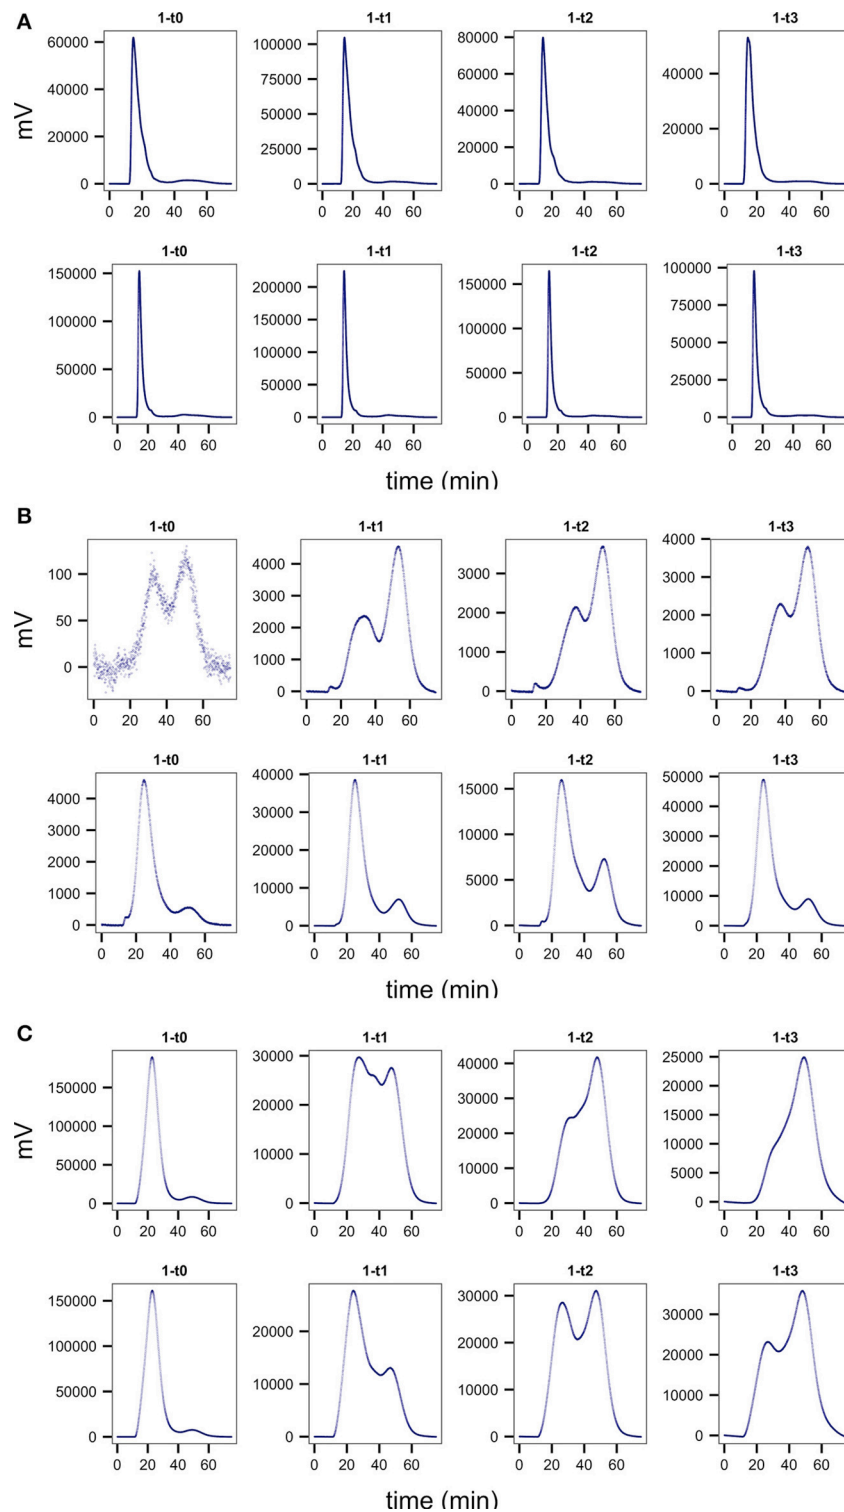 A
1-t0 1-t1 1-t2 1-t3
mV
60000 40000 20000 0
0 20 40 60
100000 75000 50000 25000 0
0 20 40 60
80000 60000 40000 20000 0
0 20 40 60
40000 20000 0
0 20 40 60
1-t0 1-t1 1-t2 1-t3
150000 100000 50000 0
0 20 40 60
200000 150000 100000 50000 0
0 20 40 60
150000 100000 50000 0
0 20 40 60
100000 75000 50000 25000 0
0 20 40 60
time (min)
B
1-t0 1-t1 1-t2 1-t3
mV
100 50 0
0 20 40 60
4000 3000 2000 1000 0
0 20 40 60
3000 2000 1000 0
0 20 40 60
4000 3000 2000 1000 0
0 20 40 60
1-t0 1-t1 1-t2 1-t3
4000 3000 2000 1000 0
0 20 40 60
40000 30000 20000 10000 0
0 20 40 60
15000 10000 5000 0
0 20 40 60
50000 40000 30000 20000 10000 0
0 20 40 60
time (min)
C
1-t0 1-t1 1-t2 1-t3
mV
150000 100000 50000 0
0 20 40 60
30000 20000 10000 0
0 20 40 60
40000 30000 20000 10000 0
0 20 40 60
25000 20000 15000 10000 5000 0
0 20 40 60
1-t0 1-t1 1-t2 1-t3
150000 100000 50000 0
0 20 40 60
20000 10000 0
0 20 40 60
30000 20000 10000 0
0 20 40 60
30000 20000 10000 0
0 20 40 60
time (min)